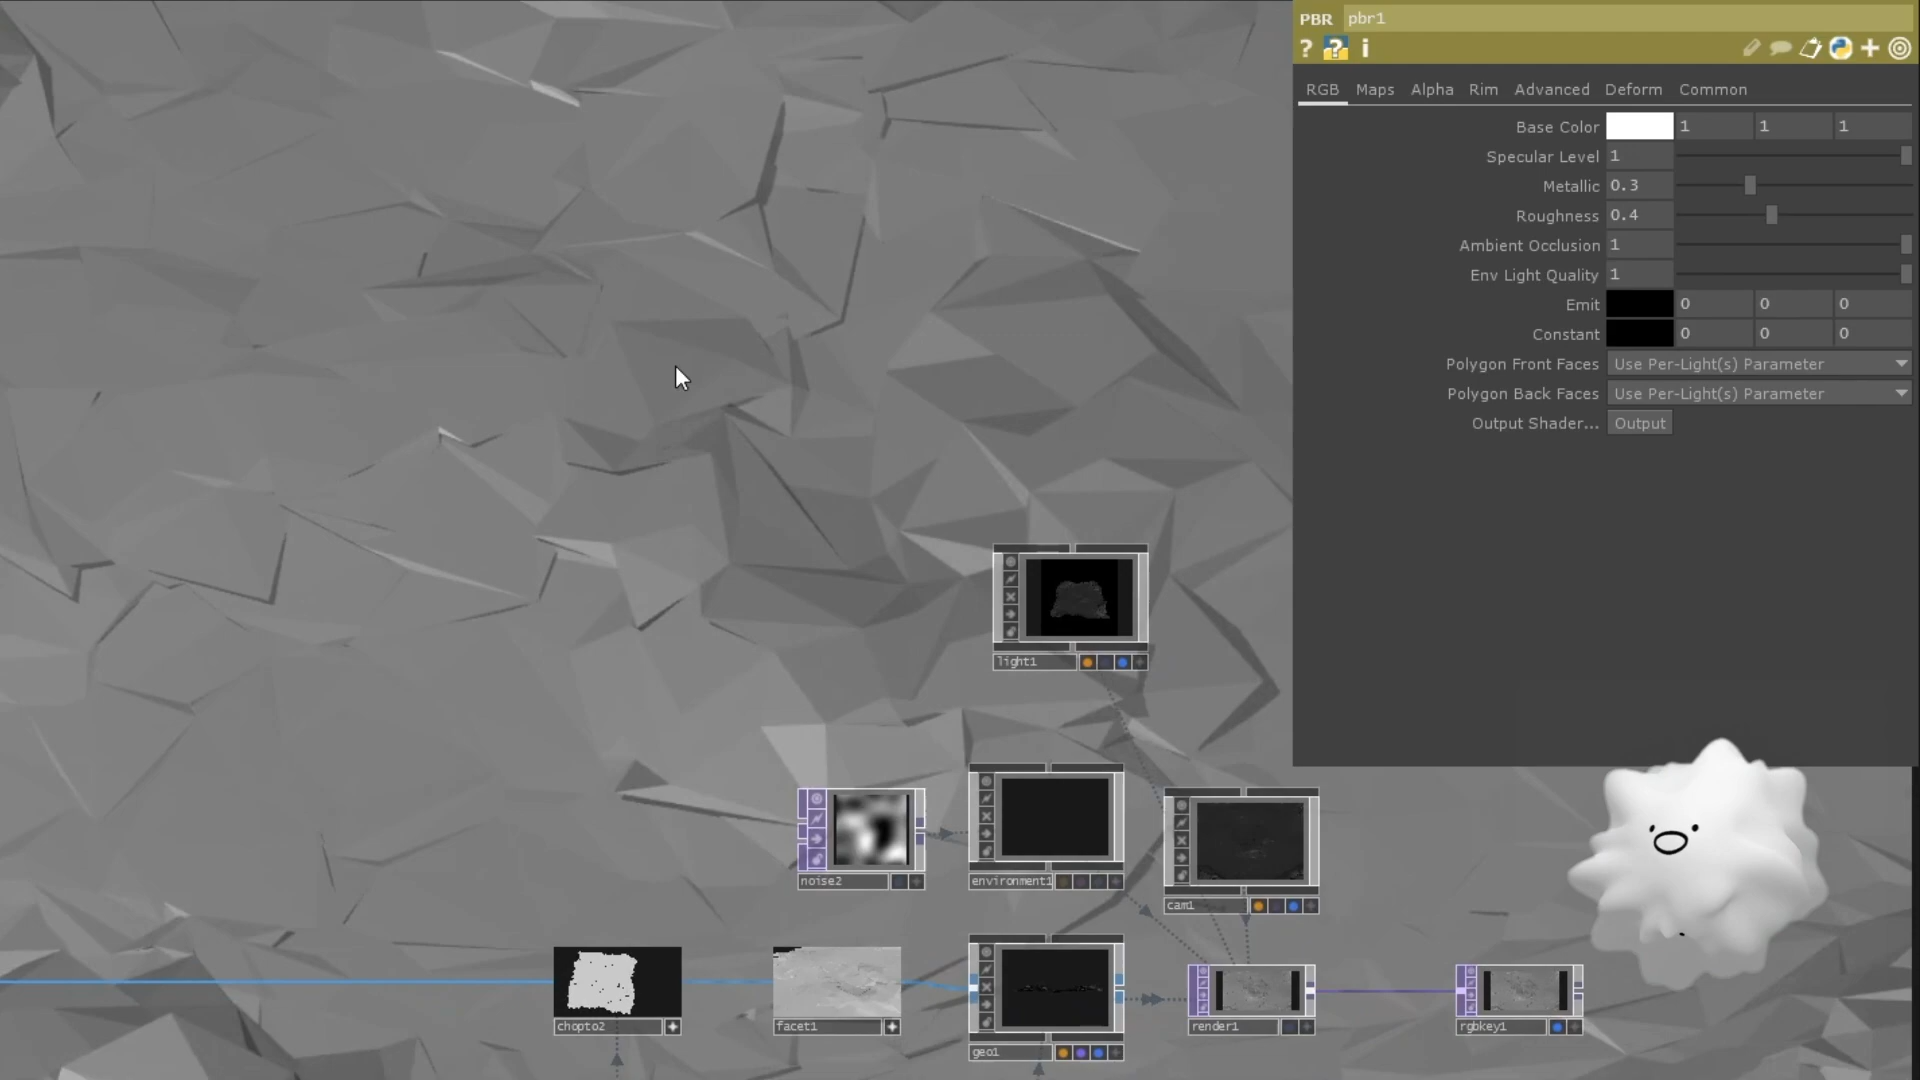 PBR pbr1
? ? i
RGB Maps Alpha Rim Advanced Deform Common
Base Color 1 1 1
Specular Level 1
Metallic 0.3
Roughness 0.4
Ambient Occlusion 1
Env Light Quality 1
Emit 0 0 0
Constant 0 0 0
Polygon Front Faces Use Per-Light(s) Parameter
Polygon Back Faces Use Per-Light(s) Parameter
Output Shader... Output
light1
noise2
environment1
cam1
chopto2
facet1
geo1
render1
rgbkey1